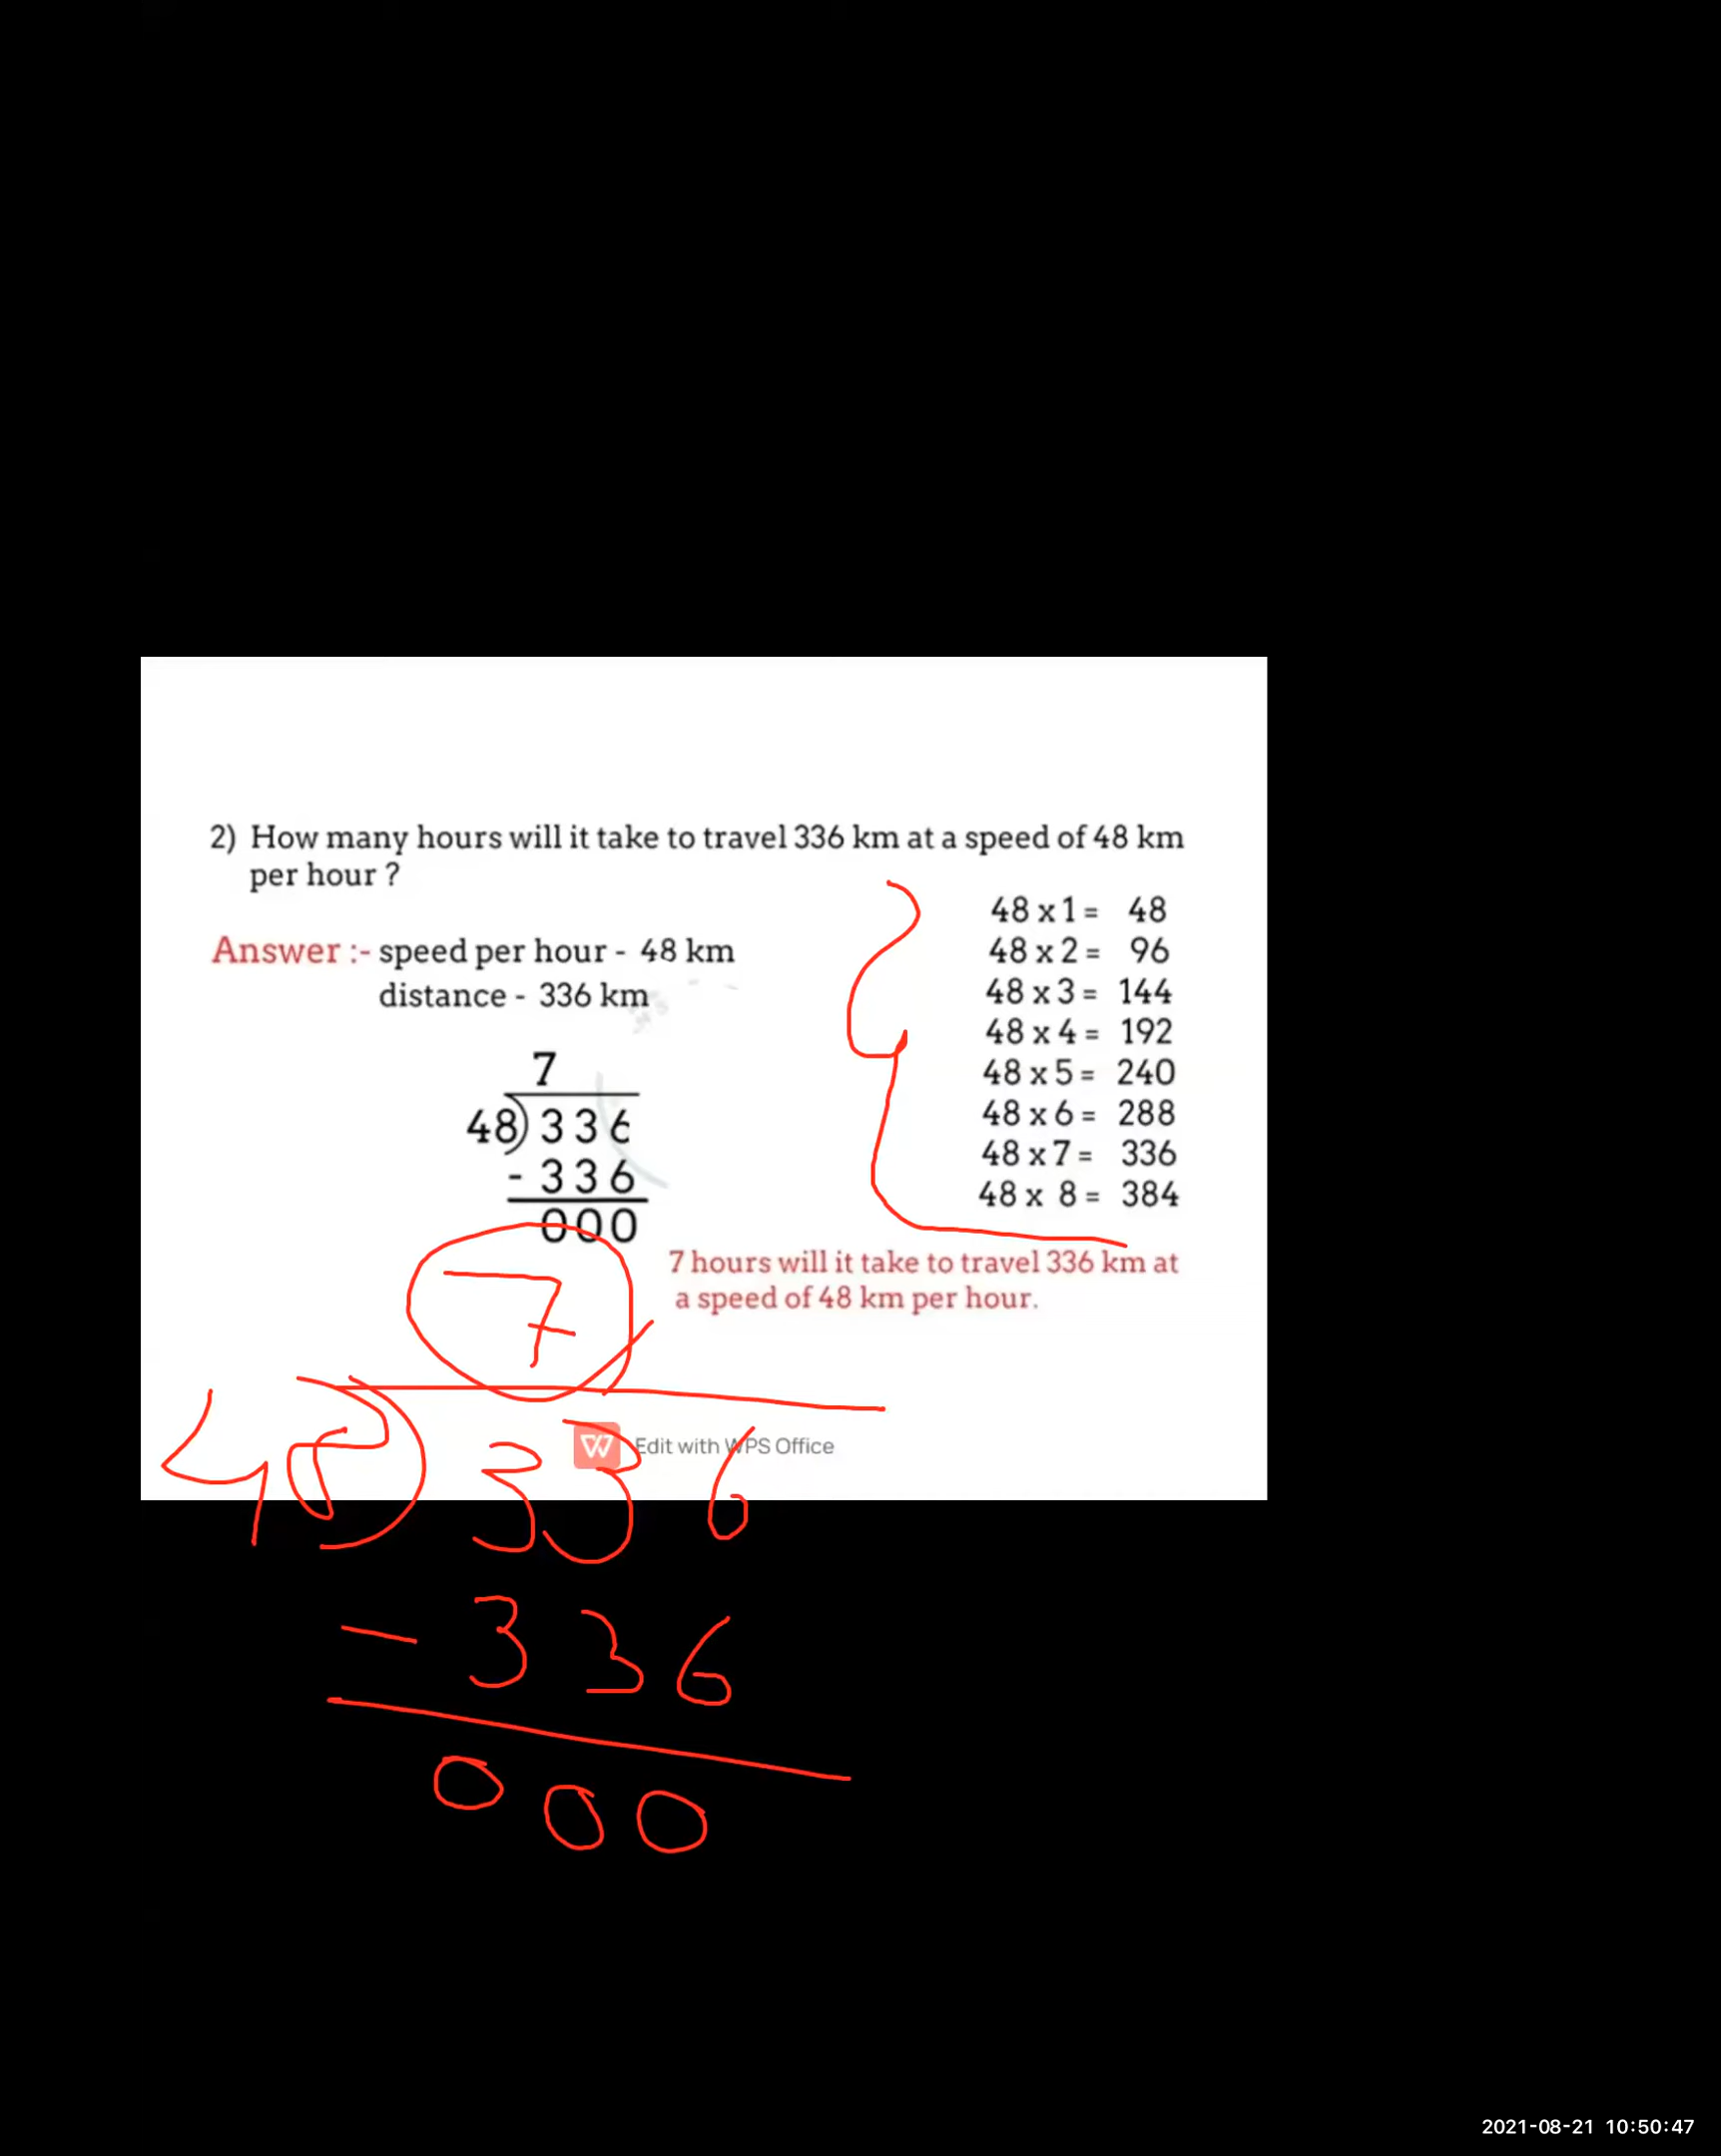 2) How many hours will it take to travel 336 km at a speed of 48 km
per hour ?
Answer :- speed per hour - 48 km
distance - 336 km
7
48)336
- 336
000
48 x 1 = 48
48 x 2 = 96
48 x 3 = 144
48 x 4 = 192
48 x 5 = 240
48 x 6 = 288
48 x 7 = 336
48 x 8 = 384
7 hours will it take to travel 336 km at
a speed of 48 km per hour.
7
48)336
Edit with WPS Office
- 336
000
2021-08-21 10:50:47